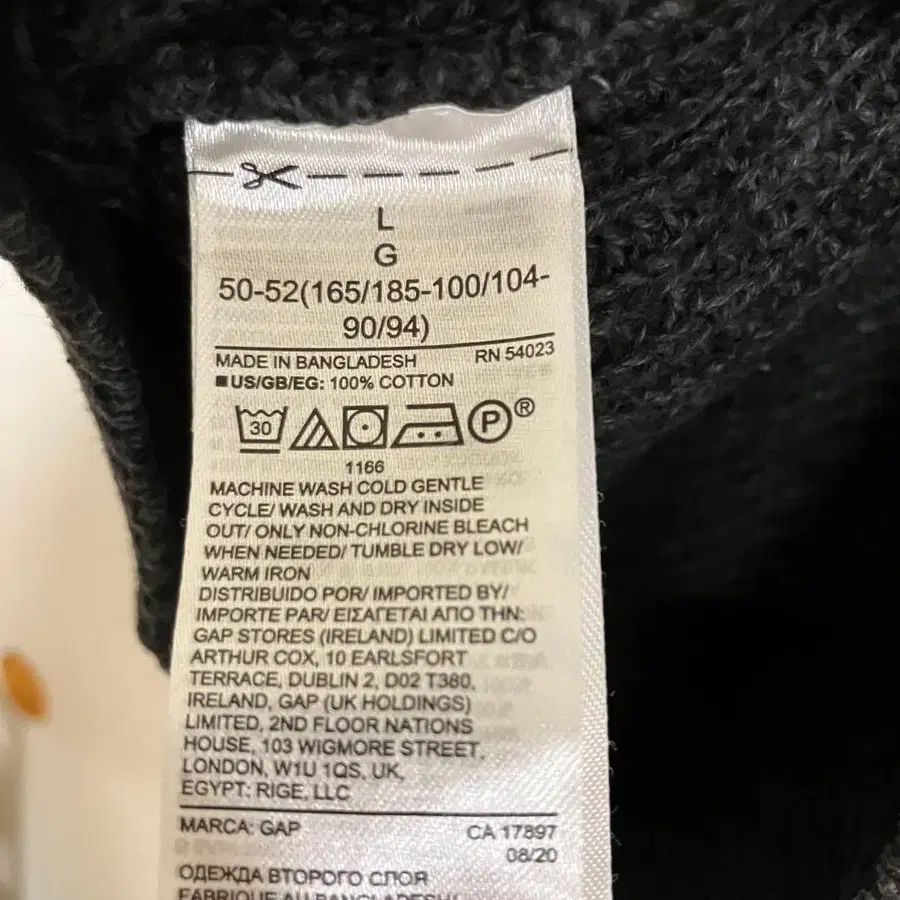 L
G
50-52(165/185-100/104-
90/94)
MADE IN BANGLADESH RN 54023
US/GB/EG: 100% COTTON
30 P ®
1166
MACHINE WASH COLD GENTLE
CYCLE/ WASH AND DRY INSIDE
OUT/ ONLY NON-CHLORINE BLEACH
WHEN NEEDED/ TUMBLE DRY LOW/
WARM IRON
DISTRIBUIDO POR/ IMPORTED BY/
IMPORTE PAR/ ΕΙΣΑΓΕΤΑΙ ΑΠΟ ΤΗΝ:
GAP STORES (IRELAND) LIMITED C/O
ARTHUR COX, 10 EARLSFORT
TERRACE, DUBLIN 2, D02 T380,
IRELAND, GAP (UK HOLDINGS)
LIMITED, 2ND FLOOR NATIONS
HOUSE, 103 WIGMORE STREET,
LONDON, W1U 1QS, UK,
EGYPT: RIGE, LLC
MARCA: GAP CA 17897
08/20
ОДЕЖДА ВТОРОГО СЛОЯ
FABRIQUE AU BANGLADESH/